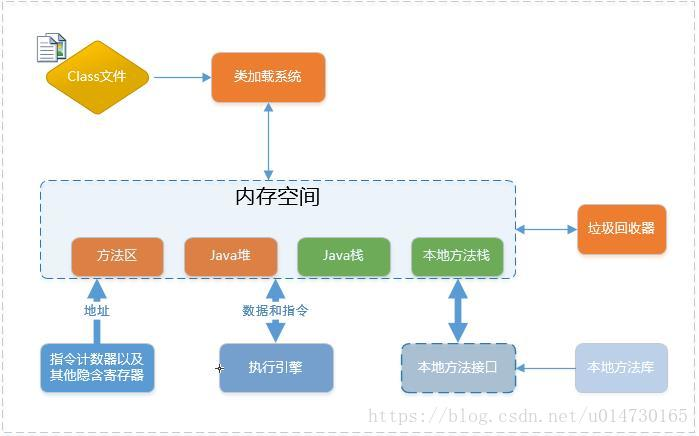 Class文件
类加载系统
内存空间
方法区
Java堆
Java栈
本地方法栈
垃圾回收器
地址
数据和指令
指令计数器以及
其他隐含寄存器
执行引擎
本地方法接口
本地方法库
https://blog.csdn.net/u014730165